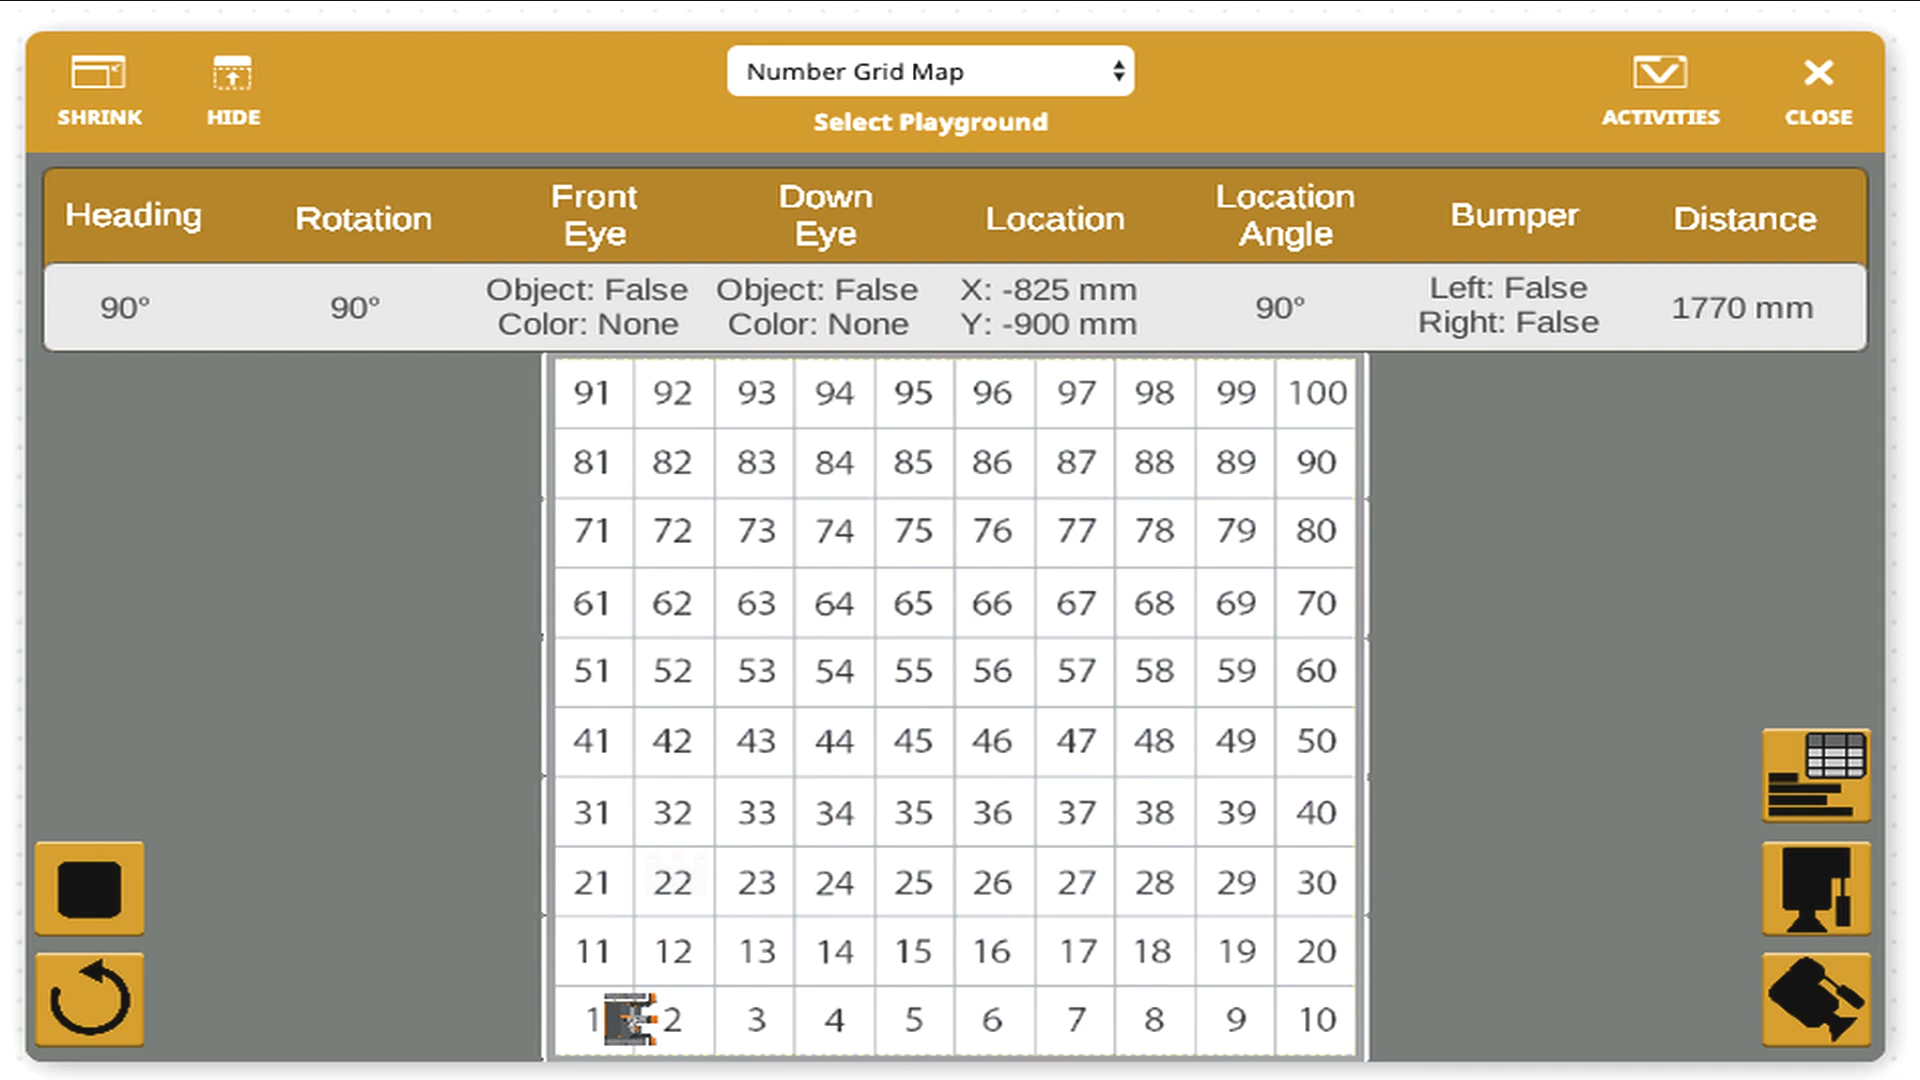 Number Grid Map
SHRINK HIDE Select Playground ACTIVITIES CLOSE
Heading Rotation Front Eye Down Eye Location Location Angle Bumper Distance
90° 90° Object: False Object: False X: -825 mm 90° Left: False 1770 mm
Color: None Color: None Y: -900 mm Right: False
91 92 93 94 95 96 97 98 99 100
81 82 83 84 85 86 87 88 89 90
71 72 73 74 75 76 77 78 79 80
61 62 63 64 65 66 67 68 69 70
51 52 53 54 55 56 57 58 59 60
41 42 43 44 45 46 47 48 49 50
31 32 33 34 35 36 37 38 39 40
21 22 23 24 25 26 27 28 29 30
11 12 13 14 15 16 17 18 19 20
1 2 3 4 5 6 7 8 9 10